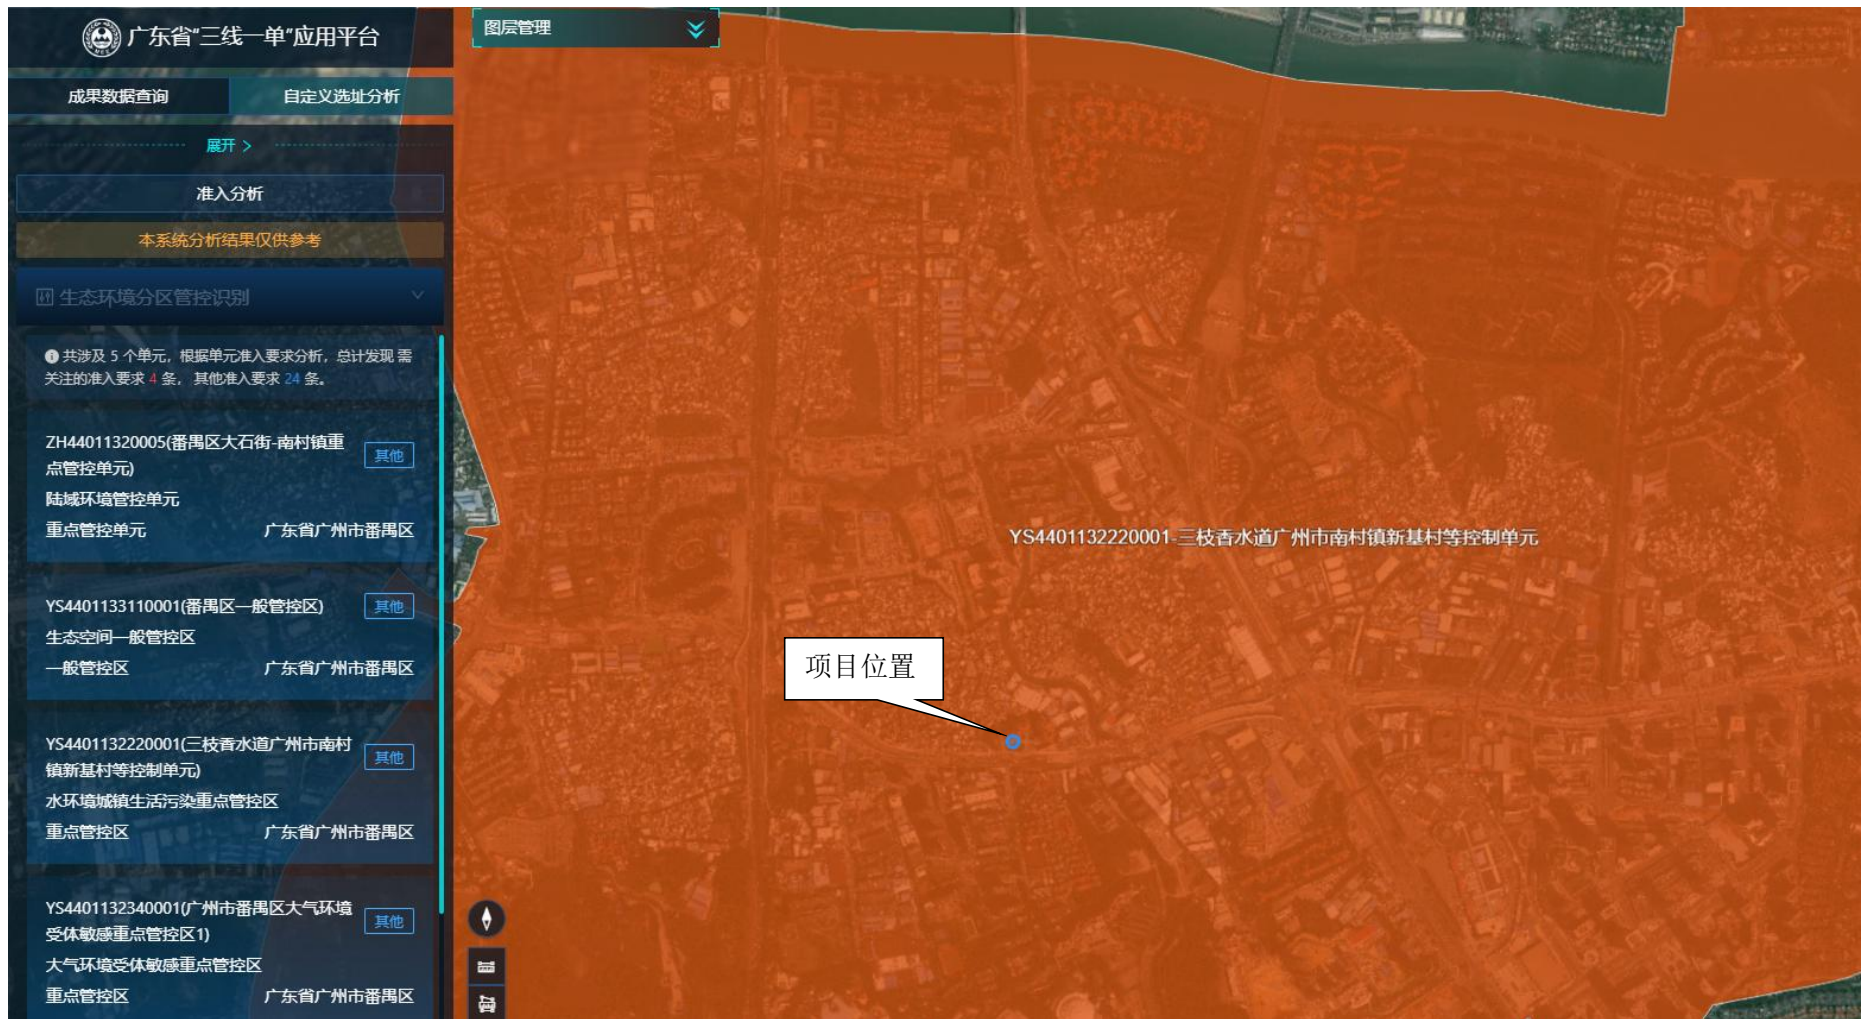 广东省“三线一单”应用平台
成果数据查询
自定义选址分析
展开 >
准入分析
本系统分析结果仅供参考
生态环境分区管控识别
共涉及 5 个单元，根据单元准入要求分析，总计发现 需
关注的准入要求 4 条， 其他准入要求 24 条。
ZH44011320005(番禺区大石街-南村镇重
点管控单元)
其他
陆域环境管控单元
重点管控单元 广东省广州市番禺区
YS4401133110001(番禺区一般管控区)
其他
生态空间一般管控区
一般管控区 广东省广州市番禺区
YS4401132220001(三枝香水道广州市南村
镇新基村等控制单元)
其他
水环境城镇生活污染重点管控区
重点管控区 广东省广州市番禺区
YS4401132340001(广州市番禺区大气环境
受体敏感重点管控区1)
其他
大气环境受体敏感重点管控区
重点管控区 广东省广州市番禺区
图层管理
YS4401132220001-三枝香水道广州市南村镇新基村等控制单元
项目位置